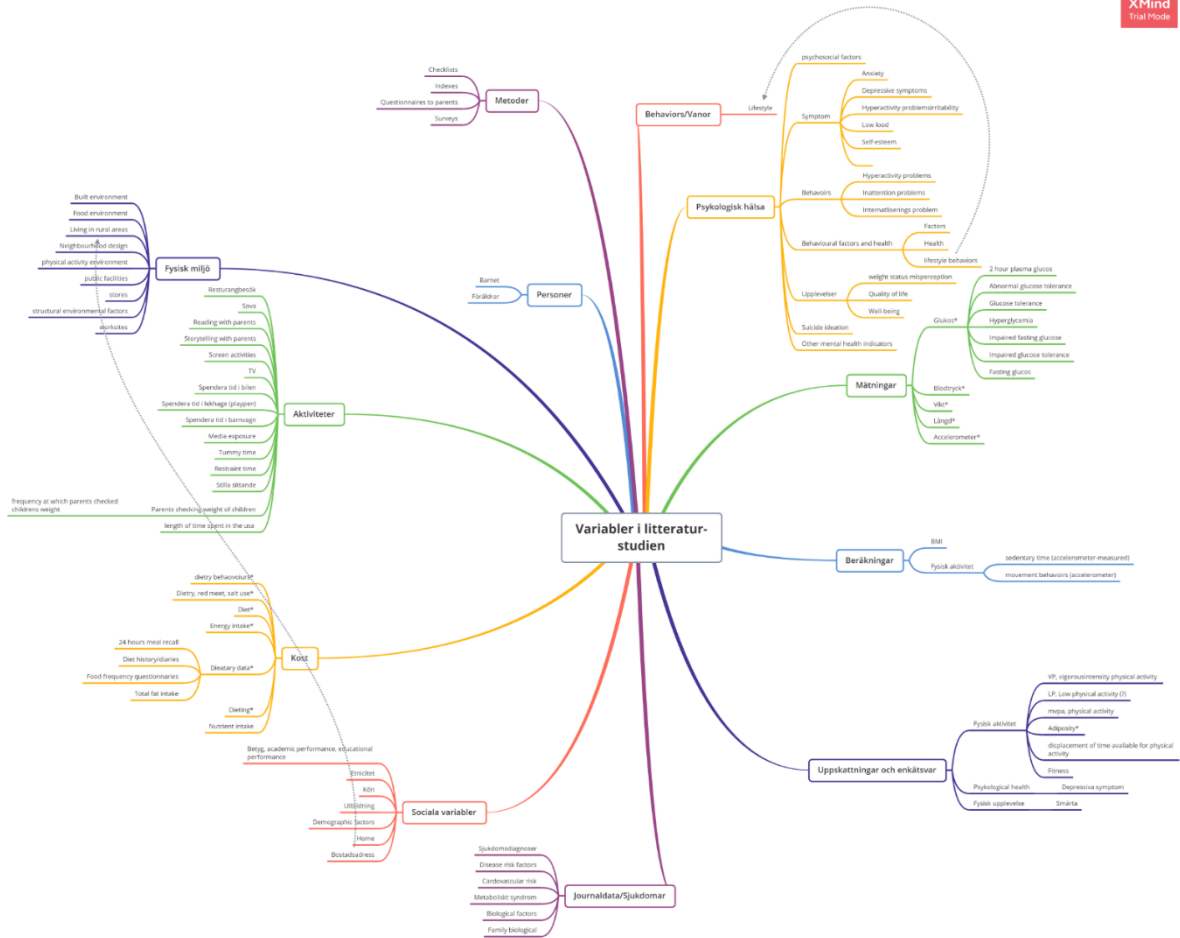 XMind
Trial Mode
Variabler i litteratur-
studien
Behaviors/Vanor
Lifestyle
Psykologisk hälsa
psychosocial factors
Symptom
Anxiety
Depressive symptoms
Hyperactivity problemsirritability
Low kood
Self-esteem
Behavoirs
Hyperactivity problems
Inattention problems
Internatliserings problem
Behavioural factors and health
Factors
Health
lifestyle behaviors
Upplevelser
weight status misperception
Quality of life
Well-being
Suicide ideation
Other mental health indicators
Mätningar
Glukos*
2 hour plasma glucos
Abnormal glucose tolerance
Glucose tolerance
Hyperglycemia
Impaired fasting glucose
Impaired glucose tolerance
Fasting glucos
Blodtryck*
Vikt*
Längd*
Accelerometer*
Beräkningar
BMI
Fysisk aktivitet
sedentary time (accelerometer-measured)
movement behavoirs (accelerometer)
Uppskattningar och enkätsvar
Fysisk aktivitet
VP, vigerousintensity physical activity
LP, Low physical activity (?)
mvpa, physical activity
Adiposity*
displacement of time available for physical
activity
Fitness
Psykological health
Depressiva symptom
Fysisk upplevelse
Smärta
Metoder
Checklists
Indexes
Questionnaires to parents
Surveys
Personer
Barnet
Föräldrar
Fysisk miljö
Built environment
Food environment
Living in rural areas
Neighbourhood design
physical activity environment
public facilities
stores
structural environmental factors
worksites
Aktiviteter
Resturangbesök
Sova
Reading with parents
Storytelling with parents
Screen activities
TV
Spendera tid i bilen
Spendera tid i lekhage (playpen)
Spendera tid i barnvagn
Media exposure
Tummy time
Restraint time
Stilla sittande
Parents checking weight of children
frequency at which parents checked
childrens weight
length of time spent in the usa
Kost
dietry behaovoiurs*
Dietry, red meet, salt use*
Diet*
Energy intake*
Dieatary data*
24 hours meal recall
Diet history/diaries
Food frequency questionnaries
Total fat intake
Dieting*
Nutrient intake
Sociala variabler
Betyg, academic performance, educational
performance
Etnicitet
Kön
Utbildning
Demographic factors
Home
Bostadsadress
Journaldata/Sjukdomar
Sjukdomsdiagnoser
Disease risk factors
Cardovascular risk
Metaboliskt syndrom
Biological factors
Family biological